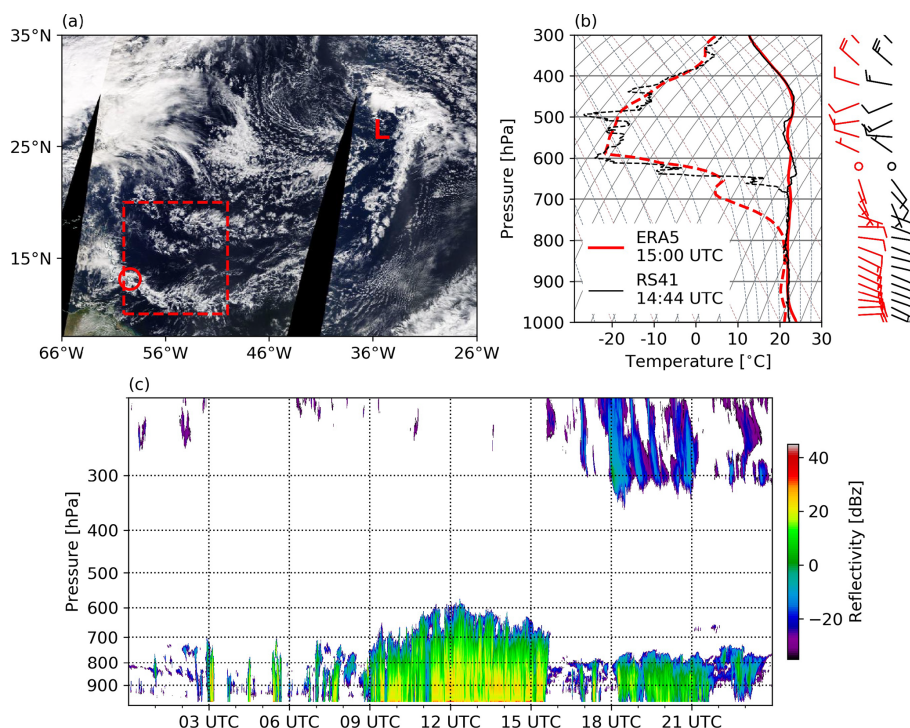 (a)
35°N
25°N
15°N
66°W 56°W 46°W 36°W 26°W
L
(b)
300
400
500
600
700
800
900
1000
Pressure [hPa]
ERA5
15:00 UTC
RS41
14:44 UTC
-20 -10 0 10 20 30
Temperature [°C]
(c)
Pressure [hPa]
300
400
500
600
700
800
900
03 UTC 06 UTC 09 UTC 12 UTC 15 UTC 18 UTC 21 UTC
40
20
0
−20
Reflectivity [dBz]